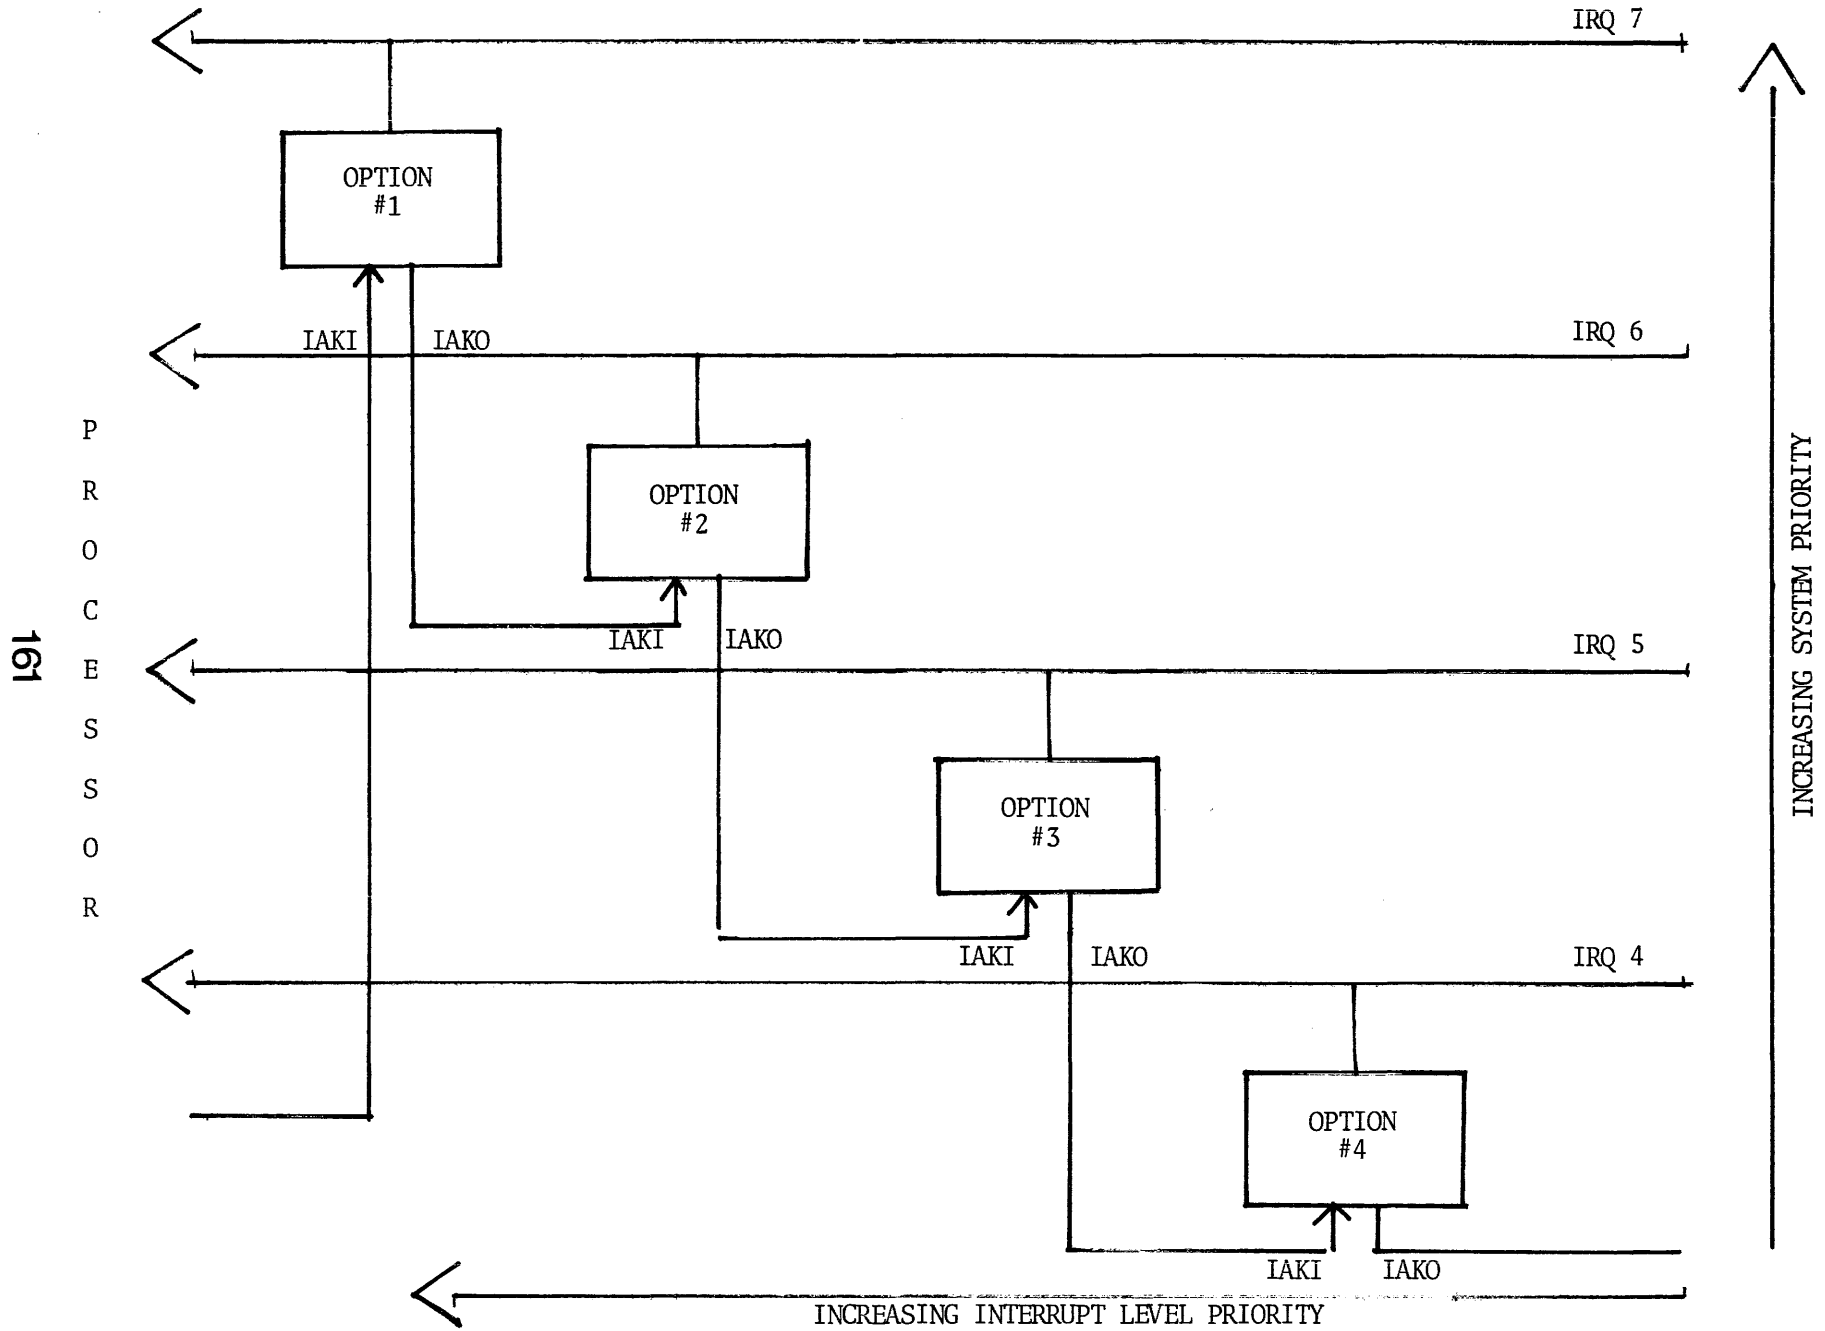 IRQ 7
OPTION
#1
IAKI
IAKO
IRQ 6
OPTION
#2
IAKI
IAKO
IRQ 5
OPTION
#3
IAKI
IAKO
IRQ 4
OPTION
#4
IAKI
IAKO
INCREASING INTERRUPT LEVEL PRIORITY
INCREASING SYSTEM PRIORITY
PROCESSOR
161